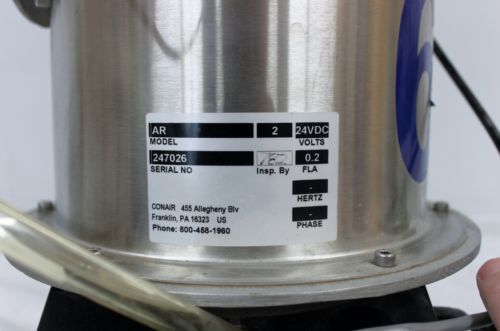 AR 2 24VDC
MODEL VOLTS
247026 0.2
SERIAL NO Insp. By FLA
-
HERTZ
CONAIR 455 Allegheny Blv
Franklin, PA 16323 US -
Phone: 800-458-1960 PHASE